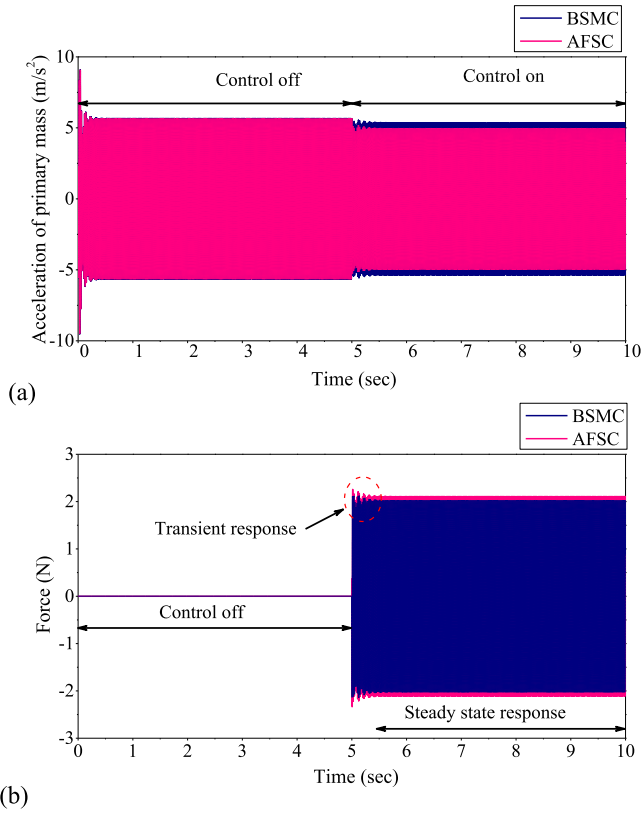 BSMC
AFSC
Acceleration of primary mass (m/s²)
10
5
0
-5
-10
Control off
Control on
0 1 2 3 4 5 6 7 8 9 10
Time (sec)
(a)
BSMC
AFSC
Force (N)
3
2
1
0
-1
-2
-3
Transient response
Control off
Steady state response
0 1 2 3 4 5 6 7 8 9 10
Time (sec)
(b)